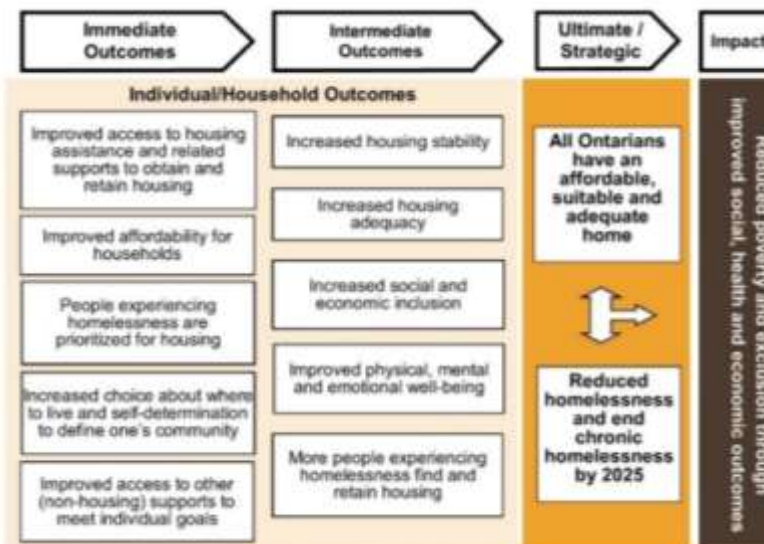 Immediate
Outcomes
Intermediate
Outcomes
Ultimate /
Strategic
Impact
Individual/Household Outcomes
Improved access to housing
assistance and related
supports to obtain and
retain housing
Improved affordability for
households
People experiencing
homelessness are
prioritized for housing
Increased choice about where
to live and self-determination
to define one's community
Improved access to other
(non-housing) supports to
meet individual goals
Increased housing stability
Increased housing
adequacy
Increased social and
economic inclusion
Improved physical, mental
and emotional well-being
More people experiencing
homelessness find and
retain housing
All Ontarians
have an
affordable,
suitable and
adequate
home
Reduced
homelessness
and end
chronic
homelessness
by 2025
Reduced poverty and exclusion through
improved social, health and economic outcomes